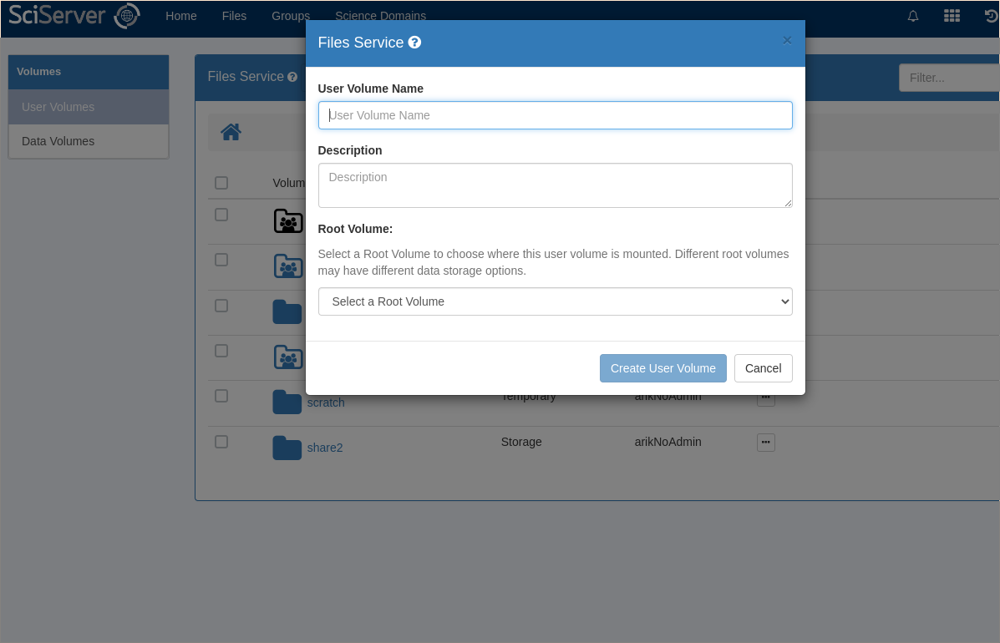 SciServer
Home Files Groups Science Domains
Files Service
×
Volumes
User Volumes
Data Volumes
Files Service
Filter...
User Volume Name
User Volume Name
Description
Description
Root Volume:
Select a Root Volume to choose where this user volume is mounted. Different root volumes
may have different data storage options.
Select a Root Volume
Create User Volume Cancel
Volum
scratch Temporary arikNoAdmin
share2 Storage arikNoAdmin